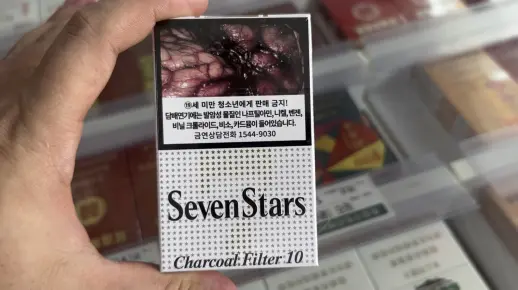 ⑲세 미만 청소년에게 판매 금지!
담배연기에는 발암성 물질인 나프틸아민, 니켈, 벤젠,
비닐 크롤라이드, 비소, 카드뮴이 들어있습니다.
금연상담전화 1544-9030
SevenStars
Charcoal Filter 10